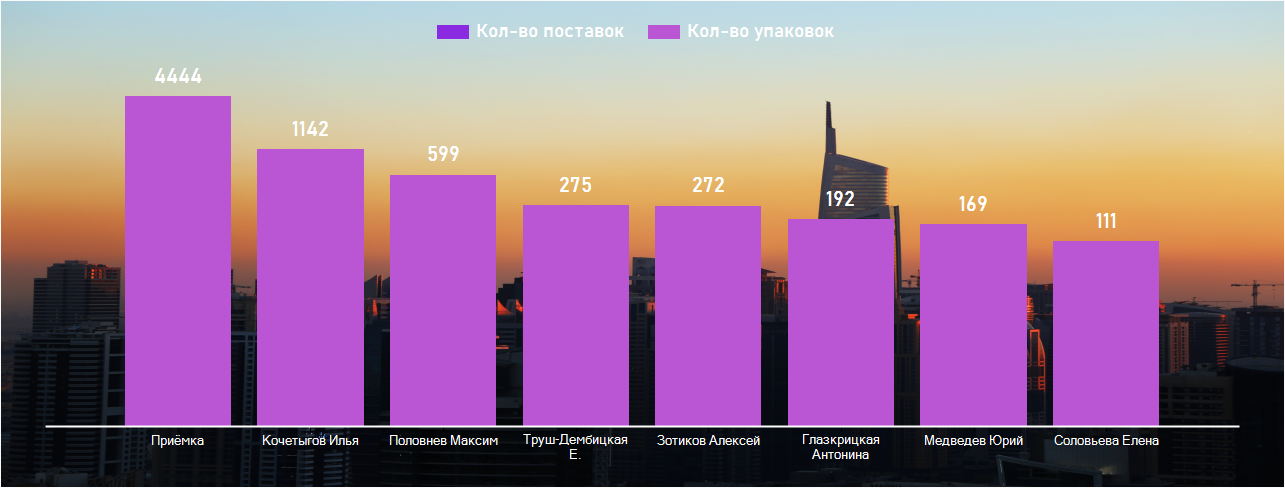 Кол-во поставок Кол-во упаковок
4444
1142
599
275
272
192
169
111
Приёмка
Кочетыгов Илья
Половнев Максим
Труш-Дембицкая
Е.
Зотиков Алексей
Глазкрицкая
Антонина
Медведев Юрий
Соловьева Елена